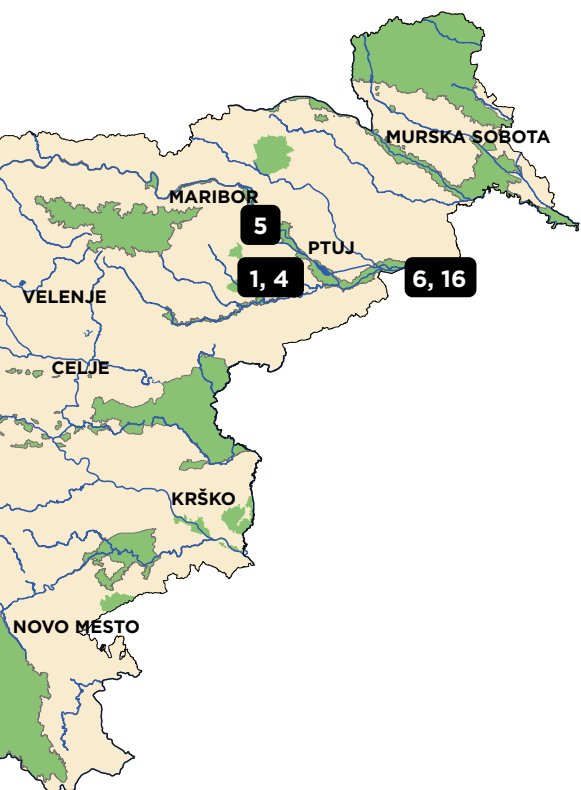 MURSKA SOBOTA
MARIBOR
5
PTUJ
1, 4
6, 16
VELENJE
CELJE
KRŠKO
NOVO MESTO